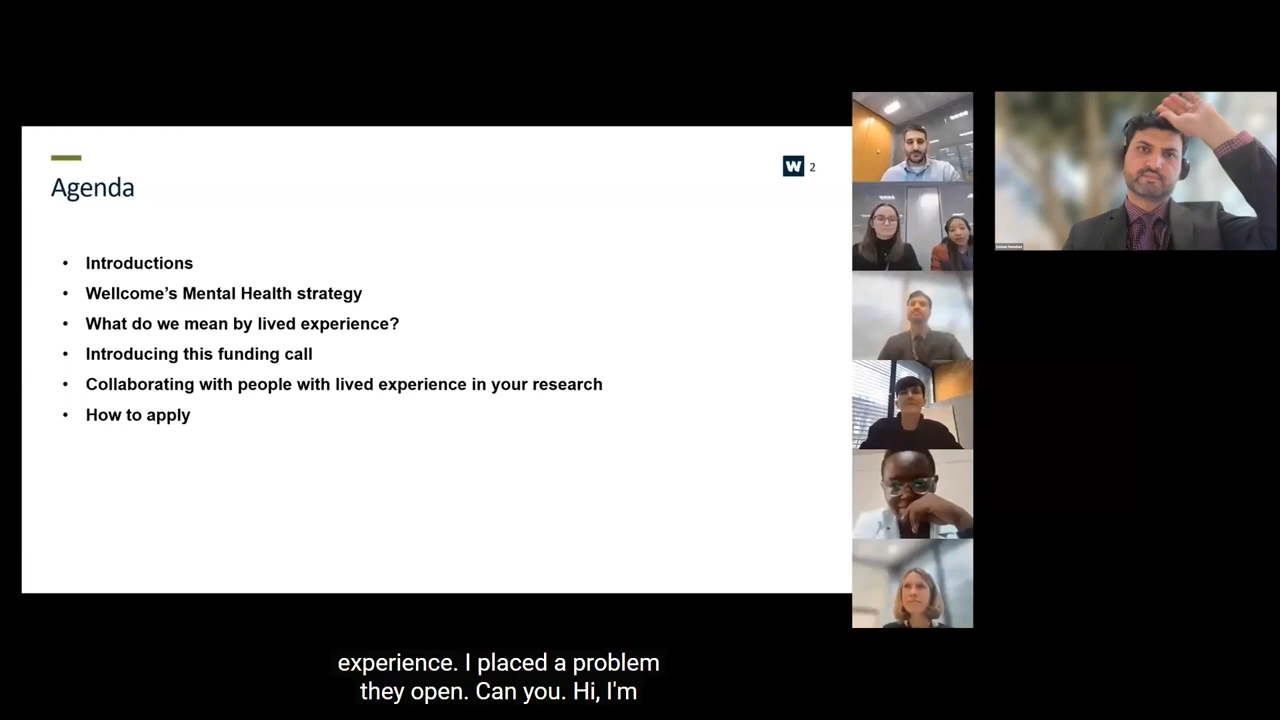 Agenda
W 2
• Introductions
• Wellcome’s Mental Health strategy
• What do we mean by lived experience?
• Introducing this funding call
• Collaborating with people with lived experience in your research
• How to apply
experience. I placed a problem
they open. Can you. Hi, I'm